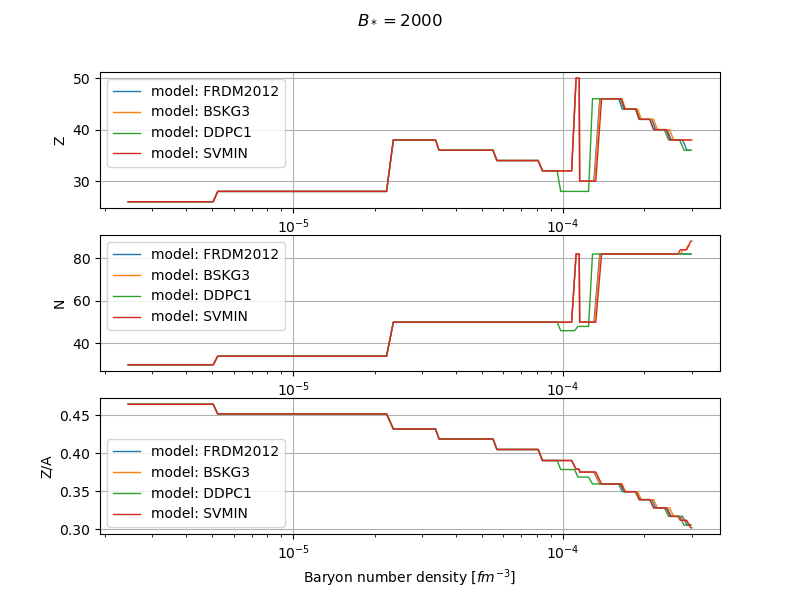 B* = 2000
50
40
30
Z
model: FRDM2012
model: BSKG3
model: DDPC1
model: SVMIN
10⁻⁵
10⁻⁴
80
60
40
N
model: FRDM2012
model: BSKG3
model: DDPC1
model: SVMIN
10⁻⁵
10⁻⁴
0.45
0.40
0.35
0.30
Z/A
model: FRDM2012
model: BSKG3
model: DDPC1
model: SVMIN
10⁻⁵
10⁻⁴
Baryon number density [fm⁻³]